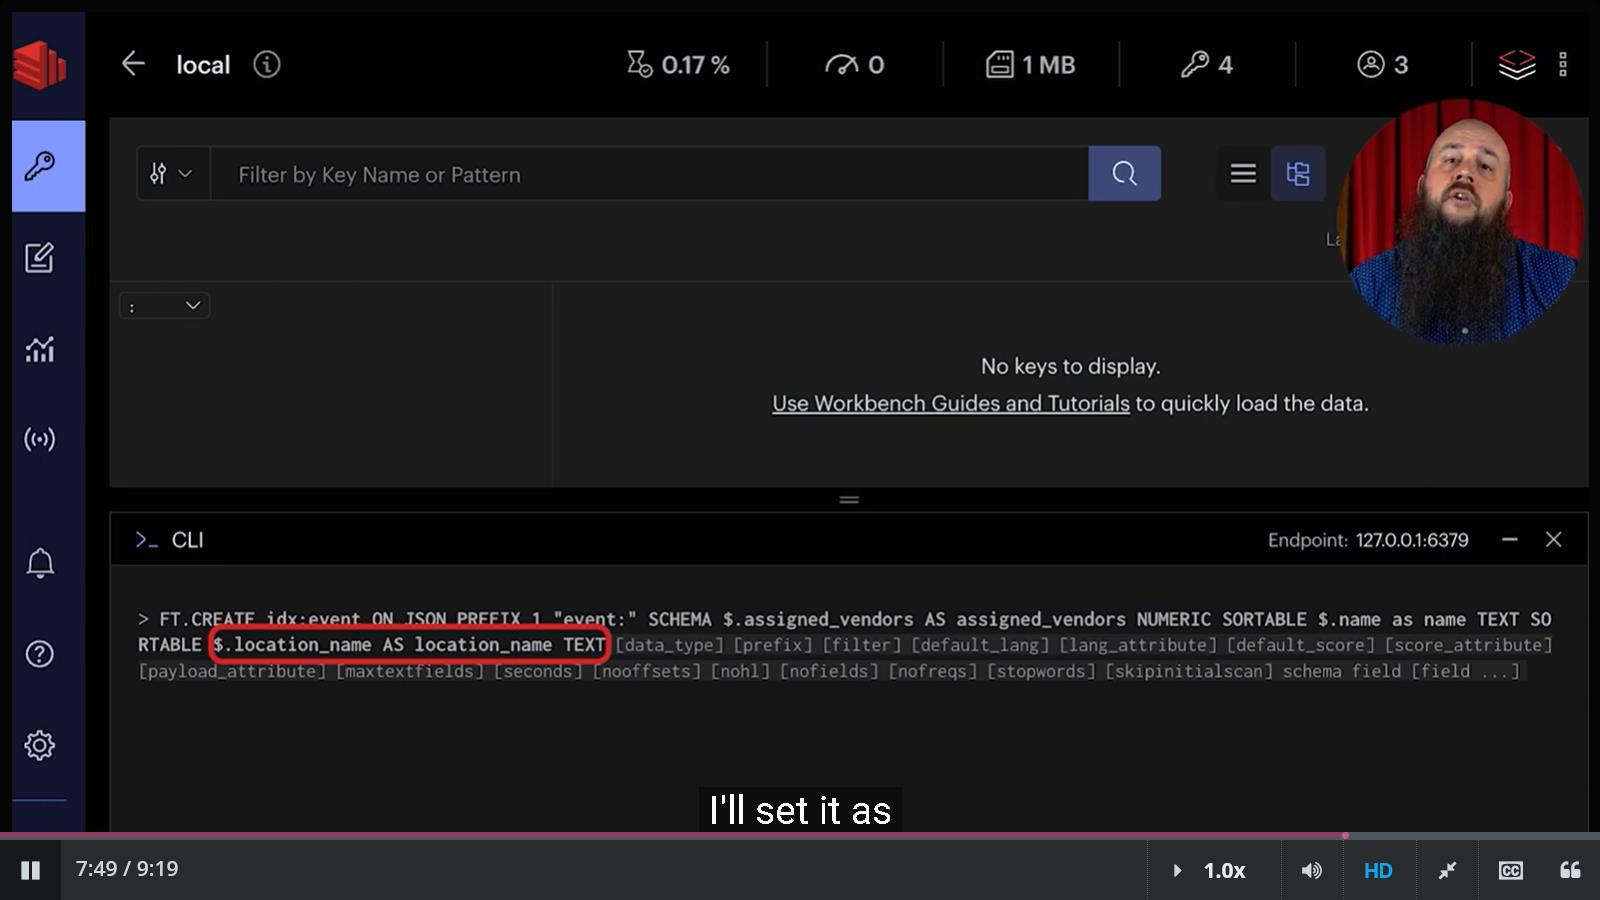 local
0.17 %
0
1 MB
4
3
Filter by Key Name or Pattern
:
No keys to display.
Use Workbench Guides and Tutorials to quickly load the data.
>_ CLI
Endpoint: 127.0.0.1:6379
> FT.CREATE idx:event ON JSON PREFIX 1 "event:" SCHEMA $.assigned_vendors AS assigned_vendors NUMERIC SORTABLE $.name as name TEXT SO
RTABLE $.location_name AS location_name TEXT [data_type] [prefix] [filter] [default_lang] [lang_attribute] [default_score] [score_attribute]
[payload_attribute] [maxtextfields] [seconds] [nooffsets] [nohl] [nofields] [nofreqs] [stopwords] [skipinitialscan] schema field [field ...]
I'll set it as
7:49 / 9:19
1.0x
HD
CC